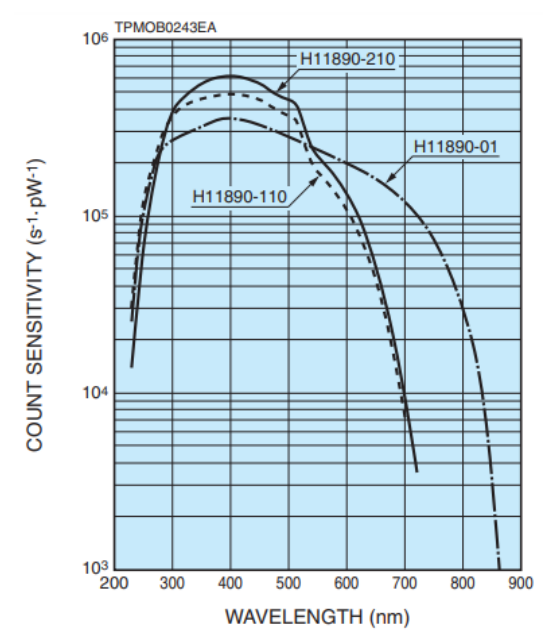 TPMOB0243EA
10⁶
H11890-210
H11890-01
H11890-110
10⁵
10⁴
10³
COUNT SENSITIVITY (s⁻¹· pW⁻¹)
200 300 400 500 600 700 800 900
WAVELENGTH (nm)